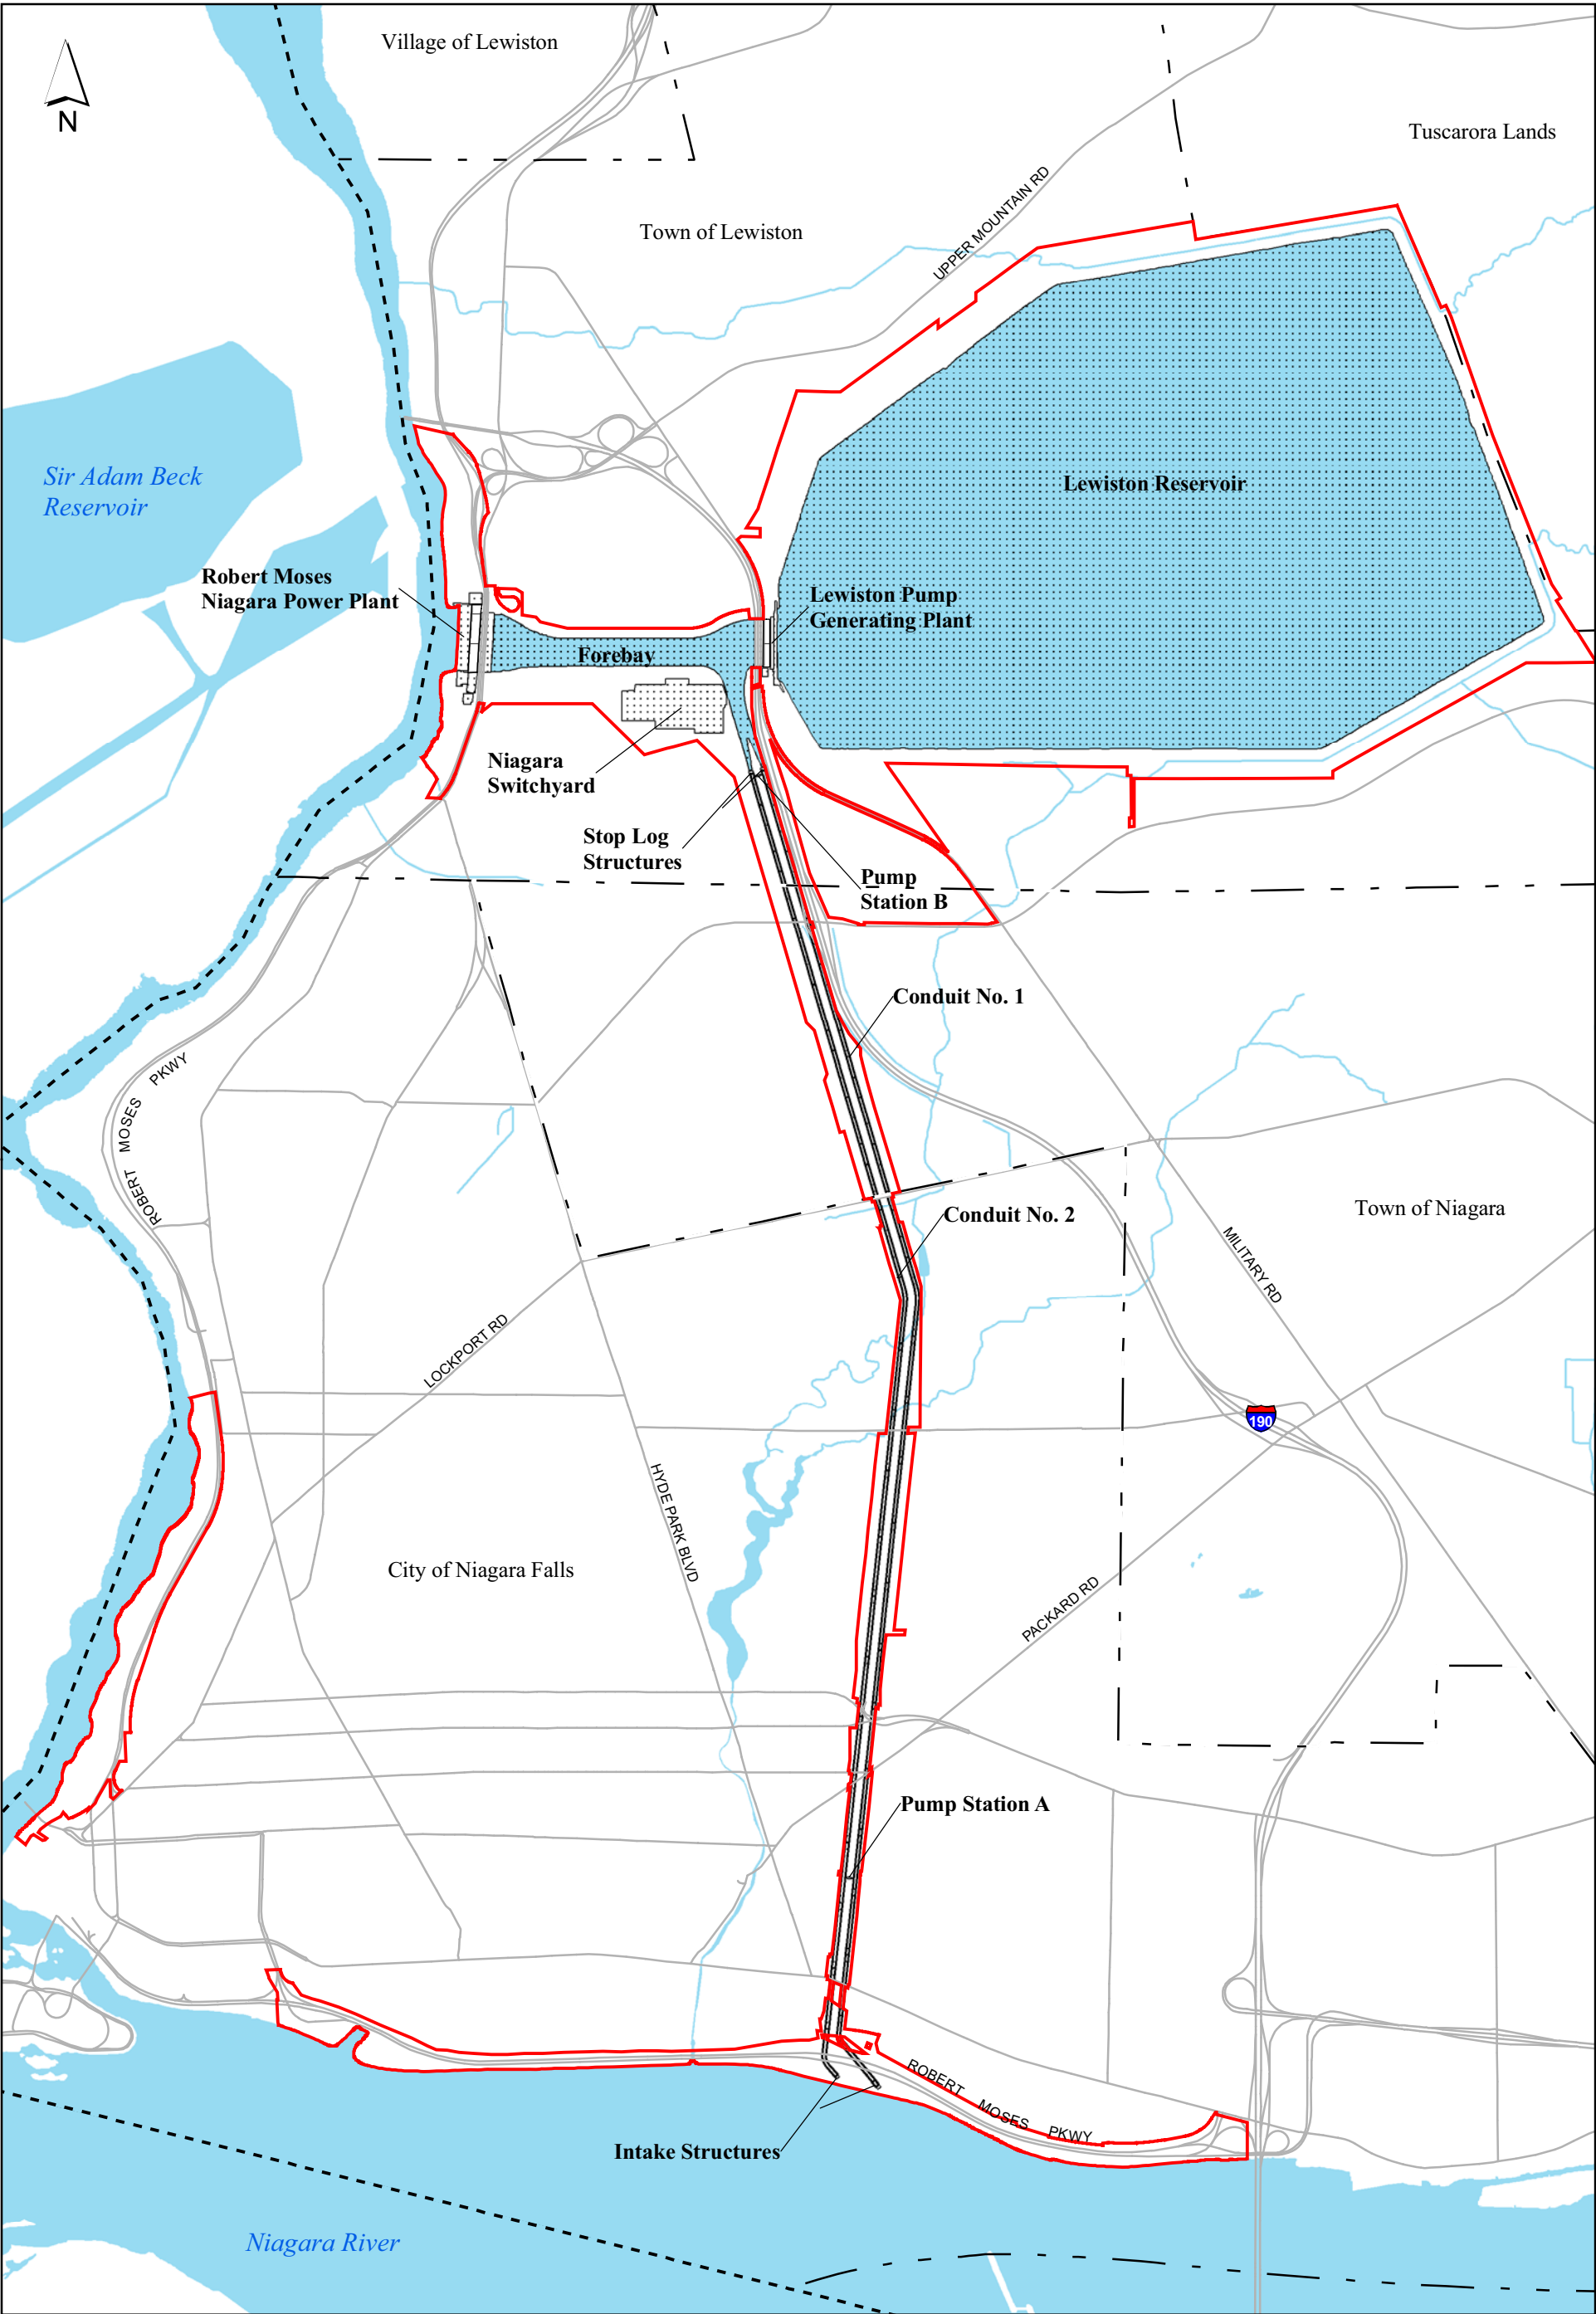 Village of Lewiston
N
Tuscarora Lands
UPPER MOUNTAIN RD
Town of Lewiston
Sir Adam Beck
Reservoir
Lewiston Reservoir
Robert Moses
Niagara Power Plant
Lewiston Pump
Generating Plant
Forebay
Niagara
Switchyard
Stop Log
Structures
Pump
Station B
Conduit No. 1
ROBERT MOSES PKWY
Conduit No. 2
Town of Niagara
MILITARY RD
LOCKPORT RD
190
HYDE PARK BLVD
City of Niagara Falls
PACKARD RD
Pump Station A
ROBERT MOSES PKWY
Intake Structures
Niagara River